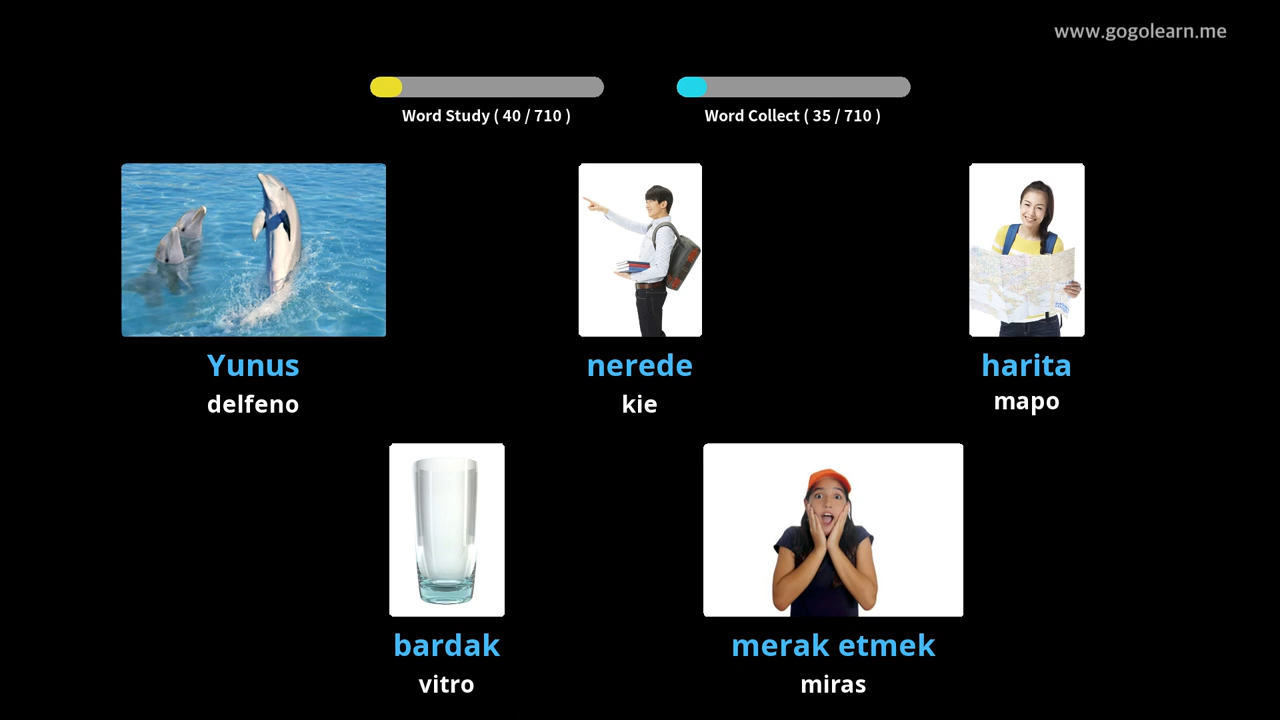 www.gogolearn.me
Word Study ( 40 / 710 )
Word Collect ( 35 / 710 )
Yunus
delfeno
nerede
kie
harita
mapo
bardak
vitro
merak etmek
miras